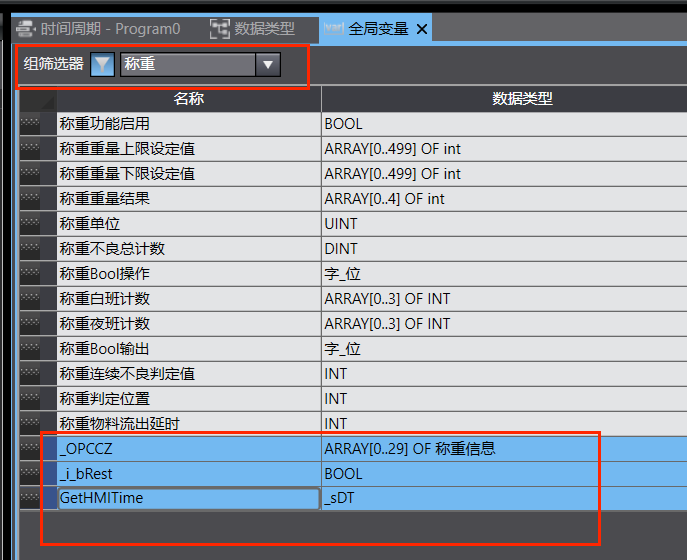 时间周期 - Program0 数据类型 全局变量
组筛选器 称重
名称 数据类型
称重功能启用 BOOL
称重重量上限设定值 ARRAY[0..499] OF int
称重重量下限设定值 ARRAY[0..499] OF int
称重重量结果 ARRAY[0..4] OF int
称重单位 UINT
称重不良总计数 DINT
称重Bool操作 字_位
称重白班计数 ARRAY[0..3] OF INT
称重夜班计数 ARRAY[0..3] OF INT
称重Bool输出 字_位
称重连续不良判定值 INT
称重判定位置 INT
称重物料流出延时 INT
_OPCCZ ARRAY[0..29] OF 称重信息
_i_bRest BOOL
GetHMITime _sDT